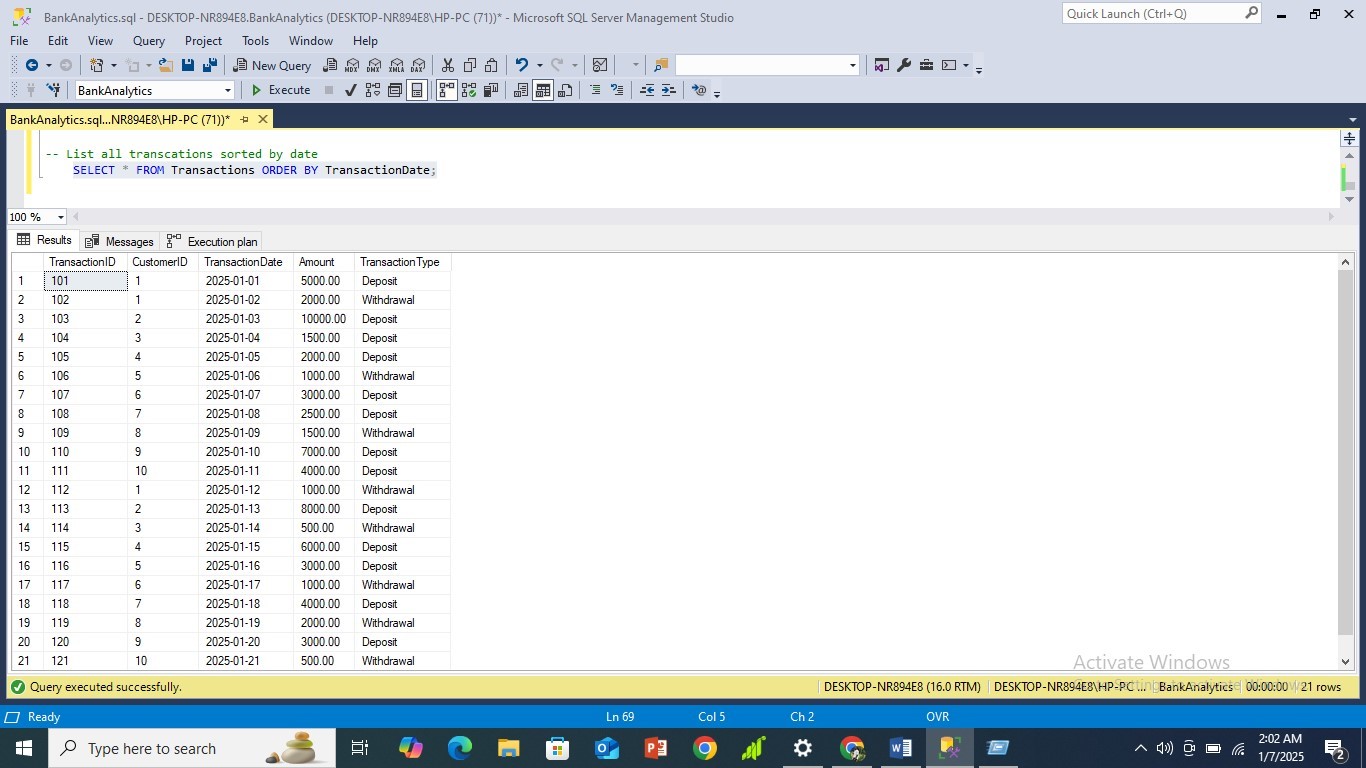 BankAnalytics.sql - DESKTOP-NR894E8.BankAnalytics (DESKTOP-NR894E8\HP-PC (71))* - Microsoft SQL Server Management Studio
Quick Launch (Ctrl+Q)
File Edit View Query Project Tools Window Help
New Query MDX DMX XMLA DAX
BankAnalytics Execute
BankAnalytics.sql...NR894E8\HP-PC (71))*
-- List all transcations sorted by date
SELECT * FROM Transactions ORDER BY TransactionDate;
100 %
Results Messages Execution plan
TransactionID CustomerID TransactionDate Amount TransactionType
1 101 1 2025-01-01 5000.00 Deposit
2 102 1 2025-01-02 2000.00 Withdrawal
3 103 2 2025-01-03 10000.00 Deposit
4 104 3 2025-01-04 1500.00 Deposit
5 105 4 2025-01-05 2000.00 Deposit
6 106 5 2025-01-06 1000.00 Withdrawal
7 107 6 2025-01-07 3000.00 Deposit
8 108 7 2025-01-08 2500.00 Deposit
9 109 8 2025-01-09 1500.00 Withdrawal
10 110 9 2025-01-10 7000.00 Deposit
11 111 10 2025-01-11 4000.00 Deposit
12 112 1 2025-01-12 1000.00 Withdrawal
13 113 2 2025-01-13 8000.00 Deposit
14 114 3 2025-01-14 500.00 Withdrawal
15 115 4 2025-01-15 6000.00 Deposit
16 116 5 2025-01-16 3000.00 Deposit
17 117 6 2025-01-17 1000.00 Withdrawal
18 118 7 2025-01-18 4000.00 Deposit
19 119 8 2025-01-19 2000.00 Withdrawal
20 120 9 2025-01-20 3000.00 Deposit
21 121 10 2025-01-21 500.00 Withdrawal
Activate Windows
Query executed successfully. DESKTOP-NR894E8 (16.0 RTM) DESKTOP-NR894E8\HP-PC ... BankAnalytics 00:00:00 21 rows
Ready Ln 69 Col 5 Ch 2 OVR
Type here to search
2:02 AM
1/7/2025
2